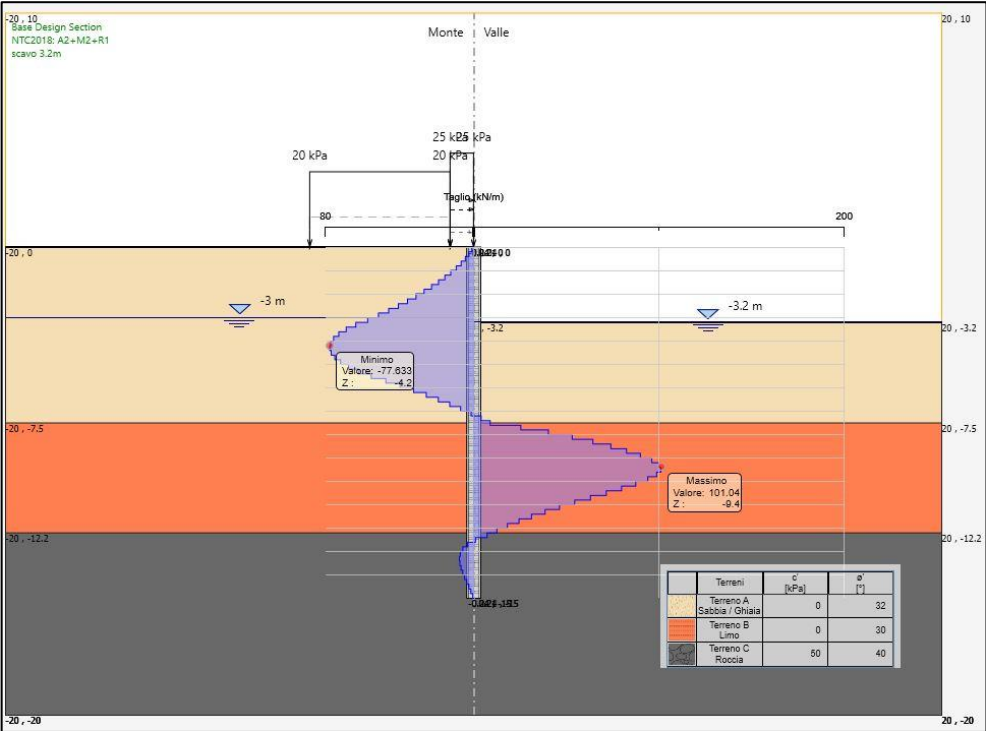 -20 , 10
20 , 10
Base Design Section
NTC2018: A2+M2+R1
scavo 3.2m
Monte
Valle
25 kPa
20 kPa
20 kPa
Taglio (kN/m)
80
200
-20 , 0
-3 m
-3.2 m
, -3.2
20 , -3.2
Minimo
Valore: -77.633
Z : -4.2
-20 , -7.5
20 , -7.5
Massimo
Valore: 101.04
Z : -9.4
-20 , -12.2
20 , -12.2
Terreni c' [kPa] ø' [°]
Terreno A Sabbia / Ghiaia 0 32
Terreno B Limo 0 30
Terreno C Roccia 50 40
-20 , -20
20 , -20